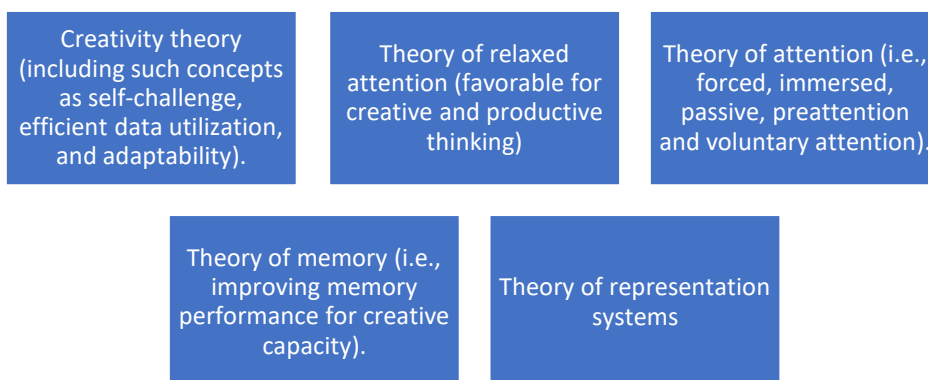 Creativity theory
(including such concepts
as self-challenge,
efficient data utilization,
and adaptability).
Theory of relaxed
attention (favorable for
creative and productive
thinking)
Theory of attention (i.e.,
forced, immersed,
passive, preattention
and voluntary attention).
Theory of memory (i.e.,
improving memory
performance for creative
capacity).
Theory of representation
systems